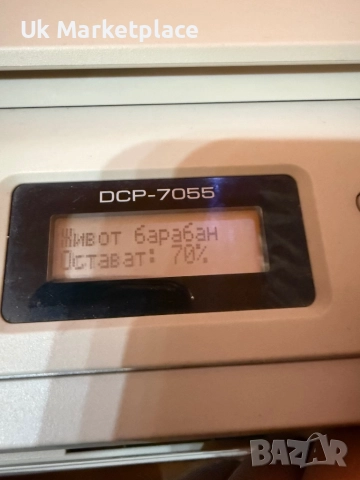 Uk Marketplace
DCP-7055
Живот барабан
Остават: 70%
BAZAR